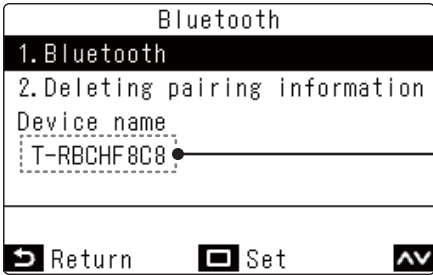 Bluetooth
1.Bluetooth
2.Deleting pairing information
Device name
T-RBCHF8C8
Return Set